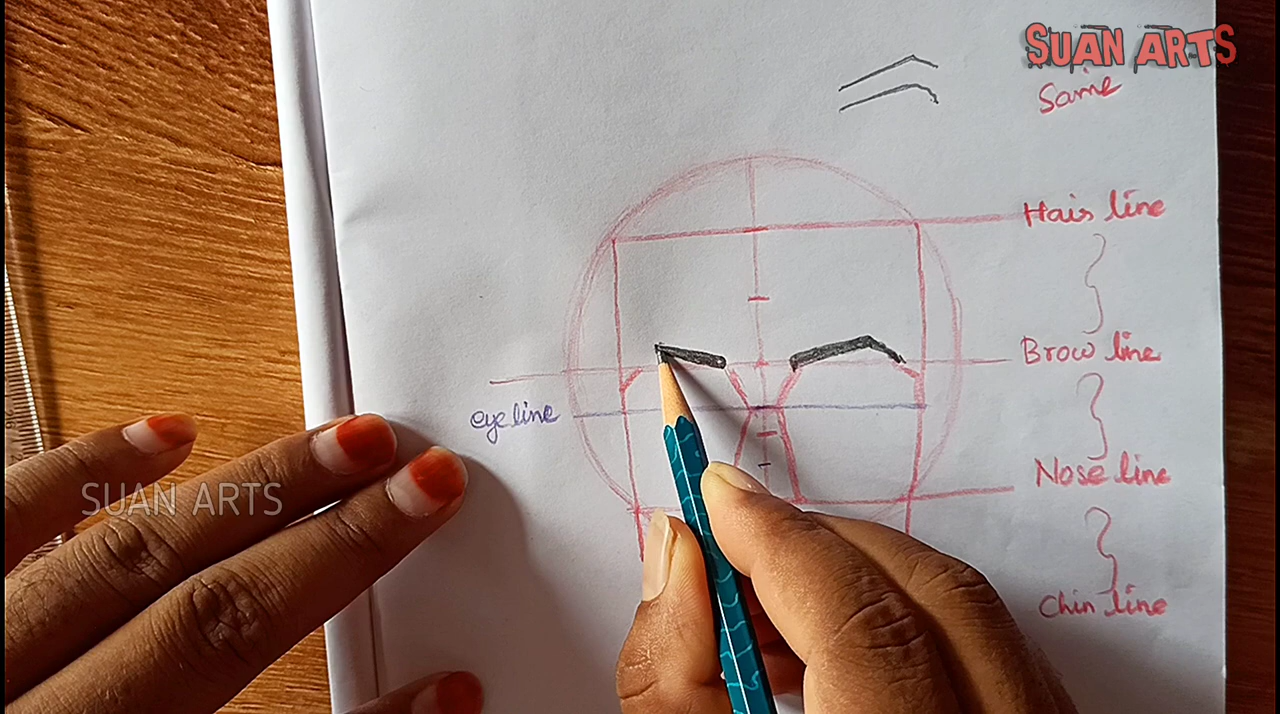 SUAN ARTS
Same
Hair line
Brow line
eye line
Nose line
SUAN ARTS
Chin line